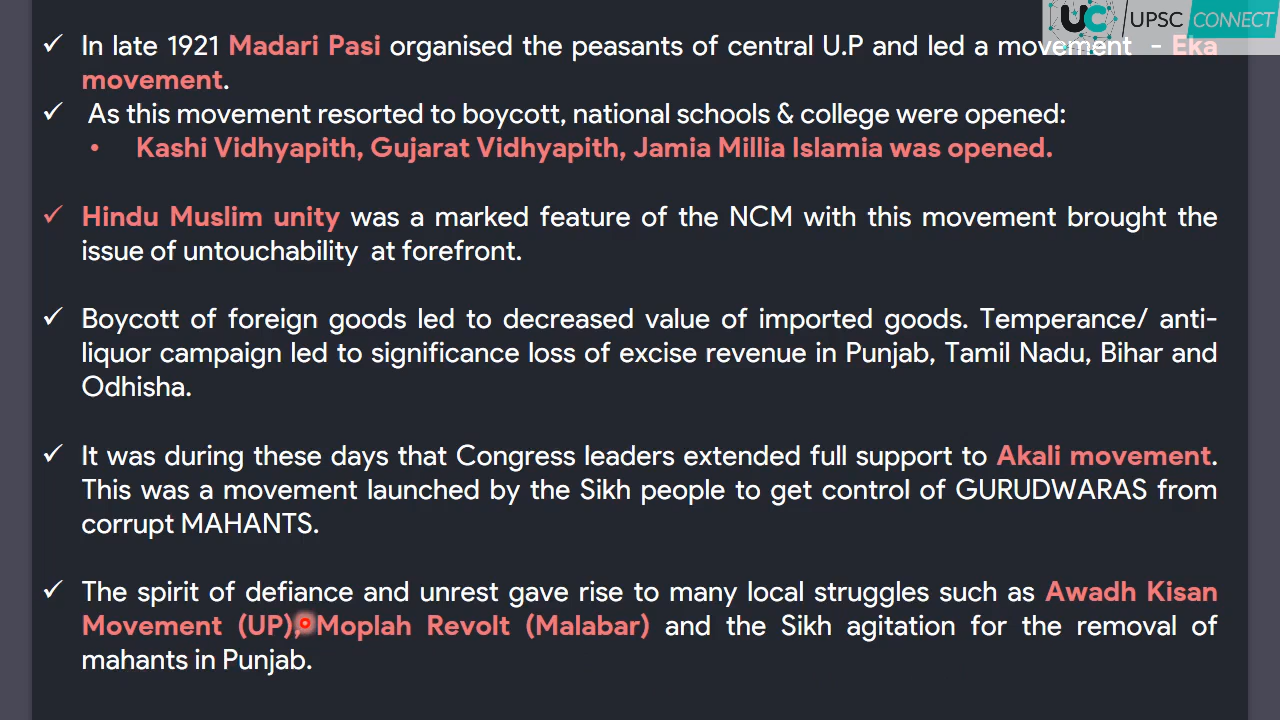 UC UPSC CONNECT
✓ In late 1921 Madari Pasi organised the peasants of central U.P and led a movement - Eka
movement.
✓ As this movement resorted to boycott, national schools & college were opened:
• Kashi Vidhyapith, Gujarat Vidhyapith, Jamia Millia Islamia was opened.
✓ Hindu Muslim unity was a marked feature of the NCM with this movement brought the
issue of untouchability at forefront.
✓ Boycott of foreign goods led to decreased value of imported goods. Temperance/ anti-
liquor campaign led to significance loss of excise revenue in Punjab, Tamil Nadu, Bihar and
Odhisha.
✓ It was during these days that Congress leaders extended full support to Akali movement.
This was a movement launched by the Sikh people to get control of GURUDWARAS from
corrupt MAHANTS.
✓ The spirit of defiance and unrest gave rise to many local struggles such as Awadh Kisan
Movement (UP), Moplah Revolt (Malabar) and the Sikh agitation for the removal of
mahants in Punjab.